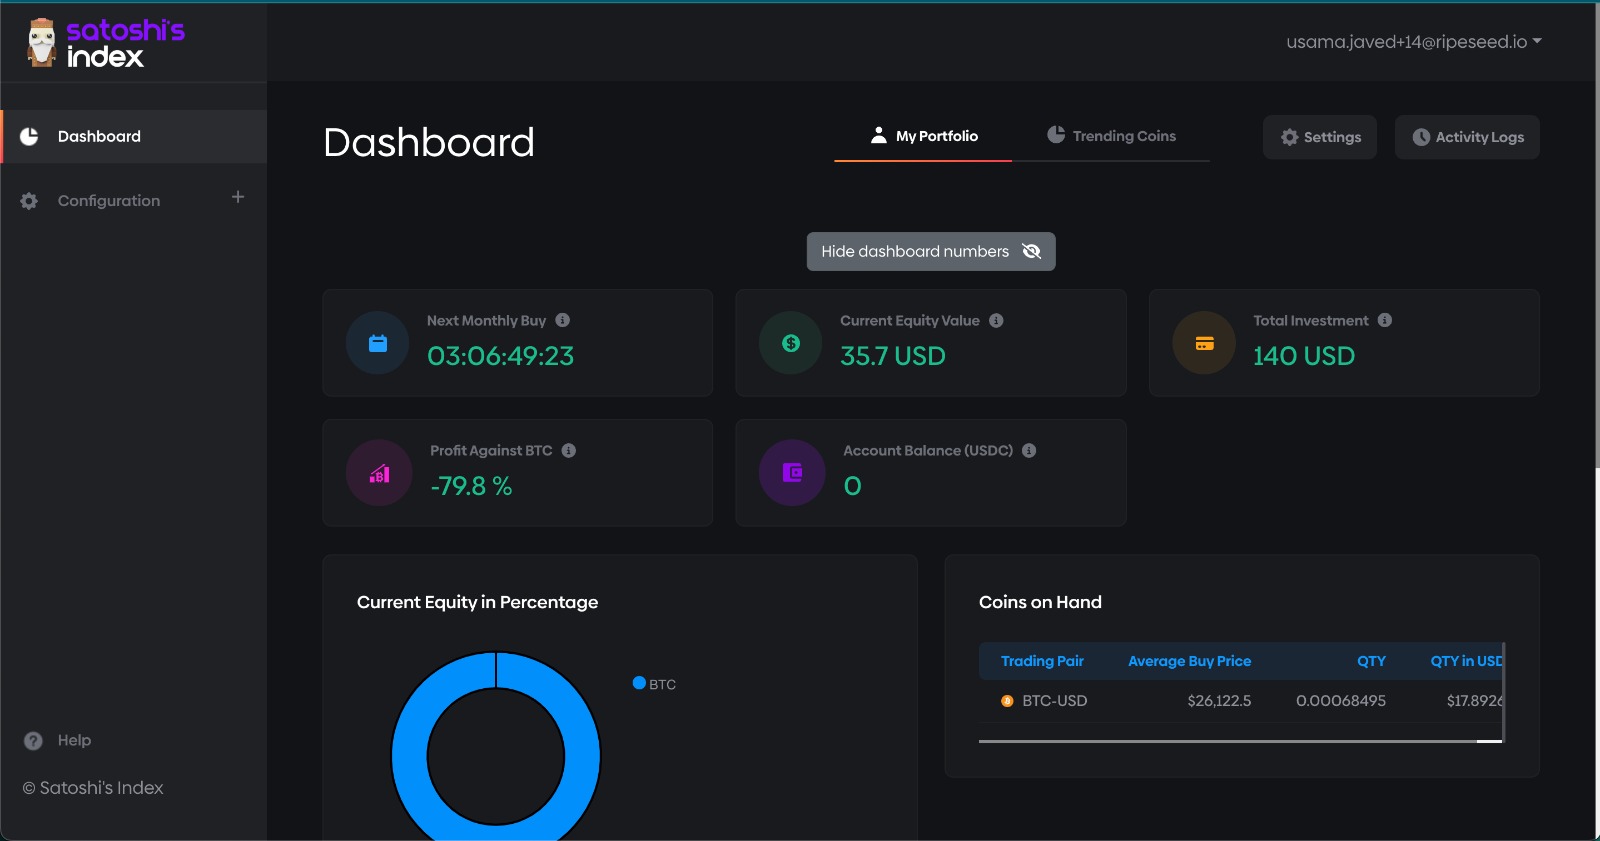 satoshi's
index
usama.javed+14@ripeseed.io
Dashboard
Configuration
Help
© Satoshi's Index
Dashboard
My Portfolio
Trending Coins
Settings
Activity Logs
Hide dashboard numbers
Next Monthly Buy
03:06:49:23
Current Equity Value
35.7 USD
Total Investment
140 USD
Profit Against BTC
-79.8 %
Account Balance (USDC)
0
Current Equity in Percentage
BTC
Coins on Hand
Trading Pair Average Buy Price QTY QTY in USD
BTC-USD $26,122.5 0.00068495 $17.8926